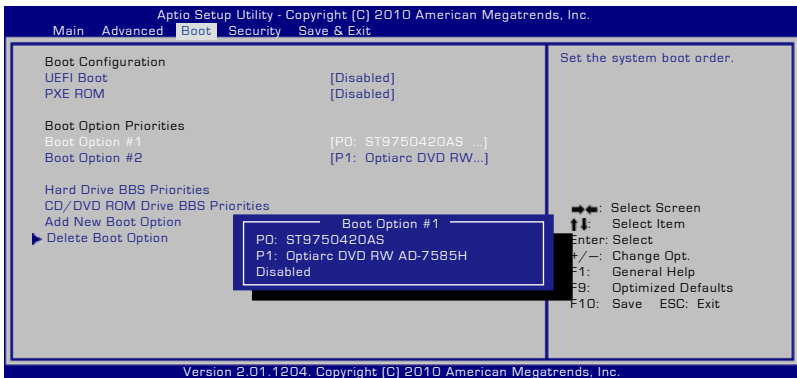 Aptio Setup Utility - Copyright (C) 2010 American Megatrends, Inc.
Main Advanced Boot Security Save & Exit
Boot Configuration
UEFI Boot [Disabled]
PXE ROM [Disabled]
Boot Option Priorities
Boot Option #1 [P0: ST9750420AS ...]
Boot Option #2 [P1: Optiarc DVD RW...]
Hard Drive BBS Priorities
CD/DVD ROM Drive BBS Priorities
Add New Boot Option
Delete Boot Option
Boot Option #1
P0: ST9750420AS
P1: Optiarc DVD RW AD-7585H
Disabled
Set the system boot order.
→←: Select Screen
↑↓: Select Item
Enter: Select
+/—: Change Opt.
F1: General Help
F9: Optimized Defaults
F10: Save ESC: Exit
Version 2.01.1204. Copyright (C) 2010 American Megatrends, Inc.